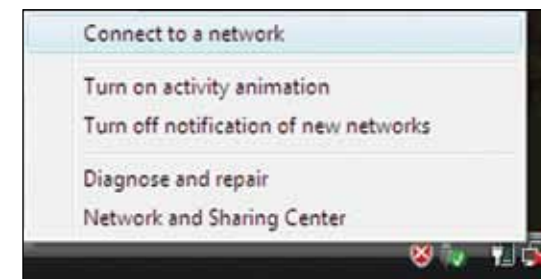 Connect to a network
Turn on activity animation
Turn off notification of new networks
Diagnose and repair
Network and Sharing Center